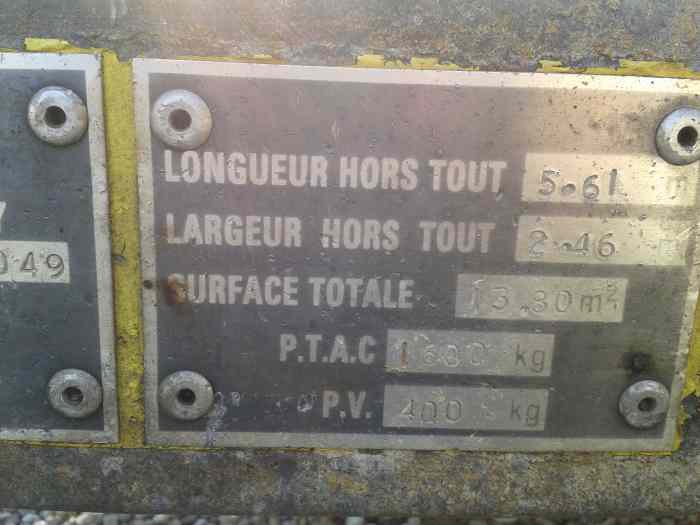 Y
049
LONGUEUR HORS TOUT 5.61 m
LARGEUR HORS TOUT 2.46 m
SURFACE TOTALE 13.80m²
P.T.A.C kg
P.V. 400 kg